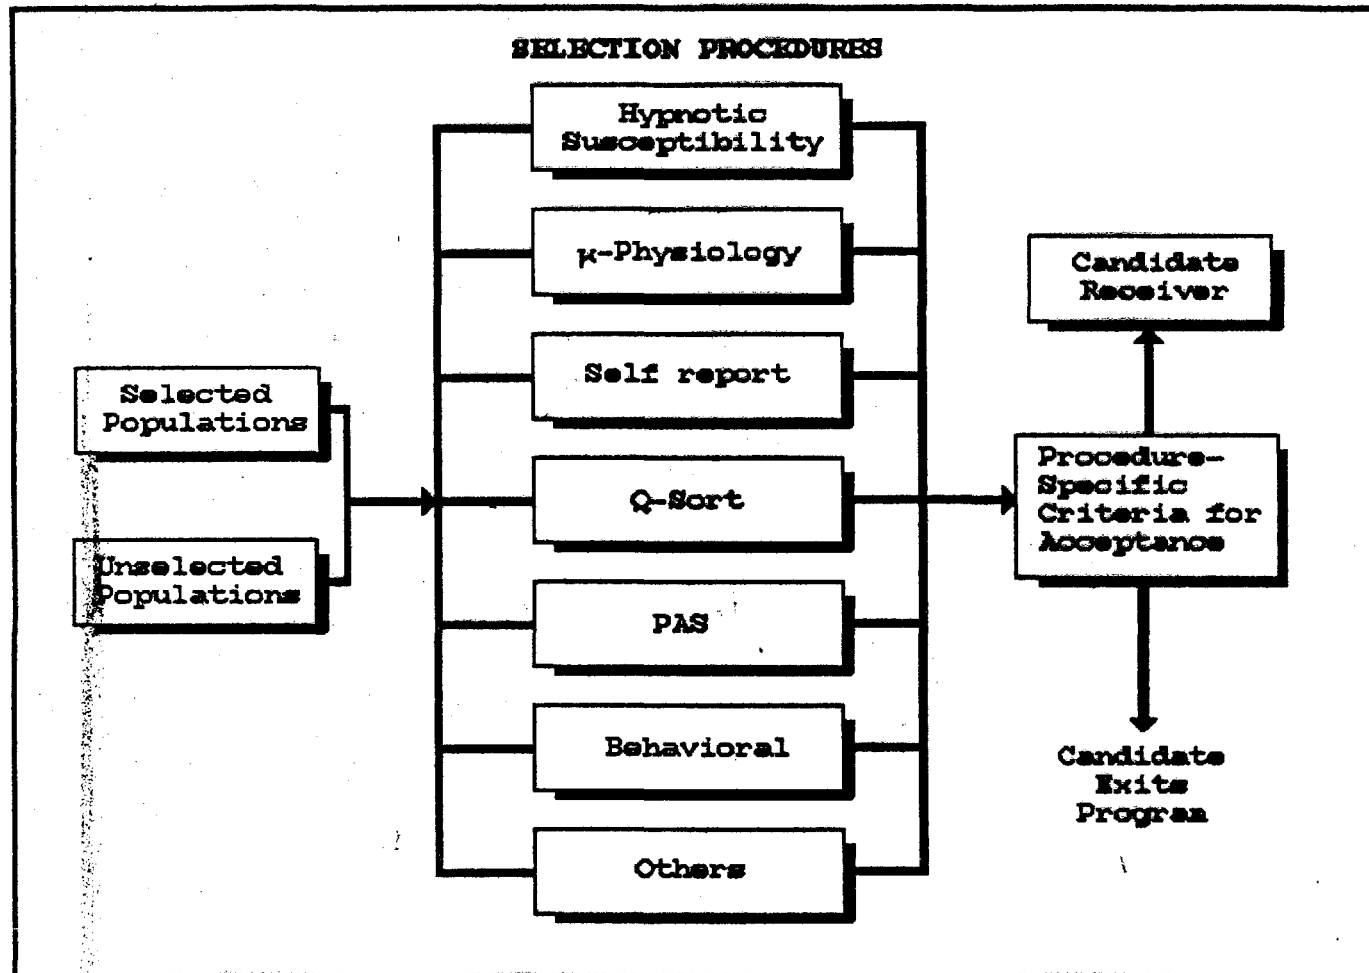 SELECTION PROCEDURES
Hypnotic
Susceptibility
μ-Physiology
Self report
Q-Sort
PAS
Behavioral
Others
Selected
Populations
Unselected
Populations
Candidate
Receiver
Procedure-
Specific
Criteria for
Acceptance
Candidate
Exits
Program